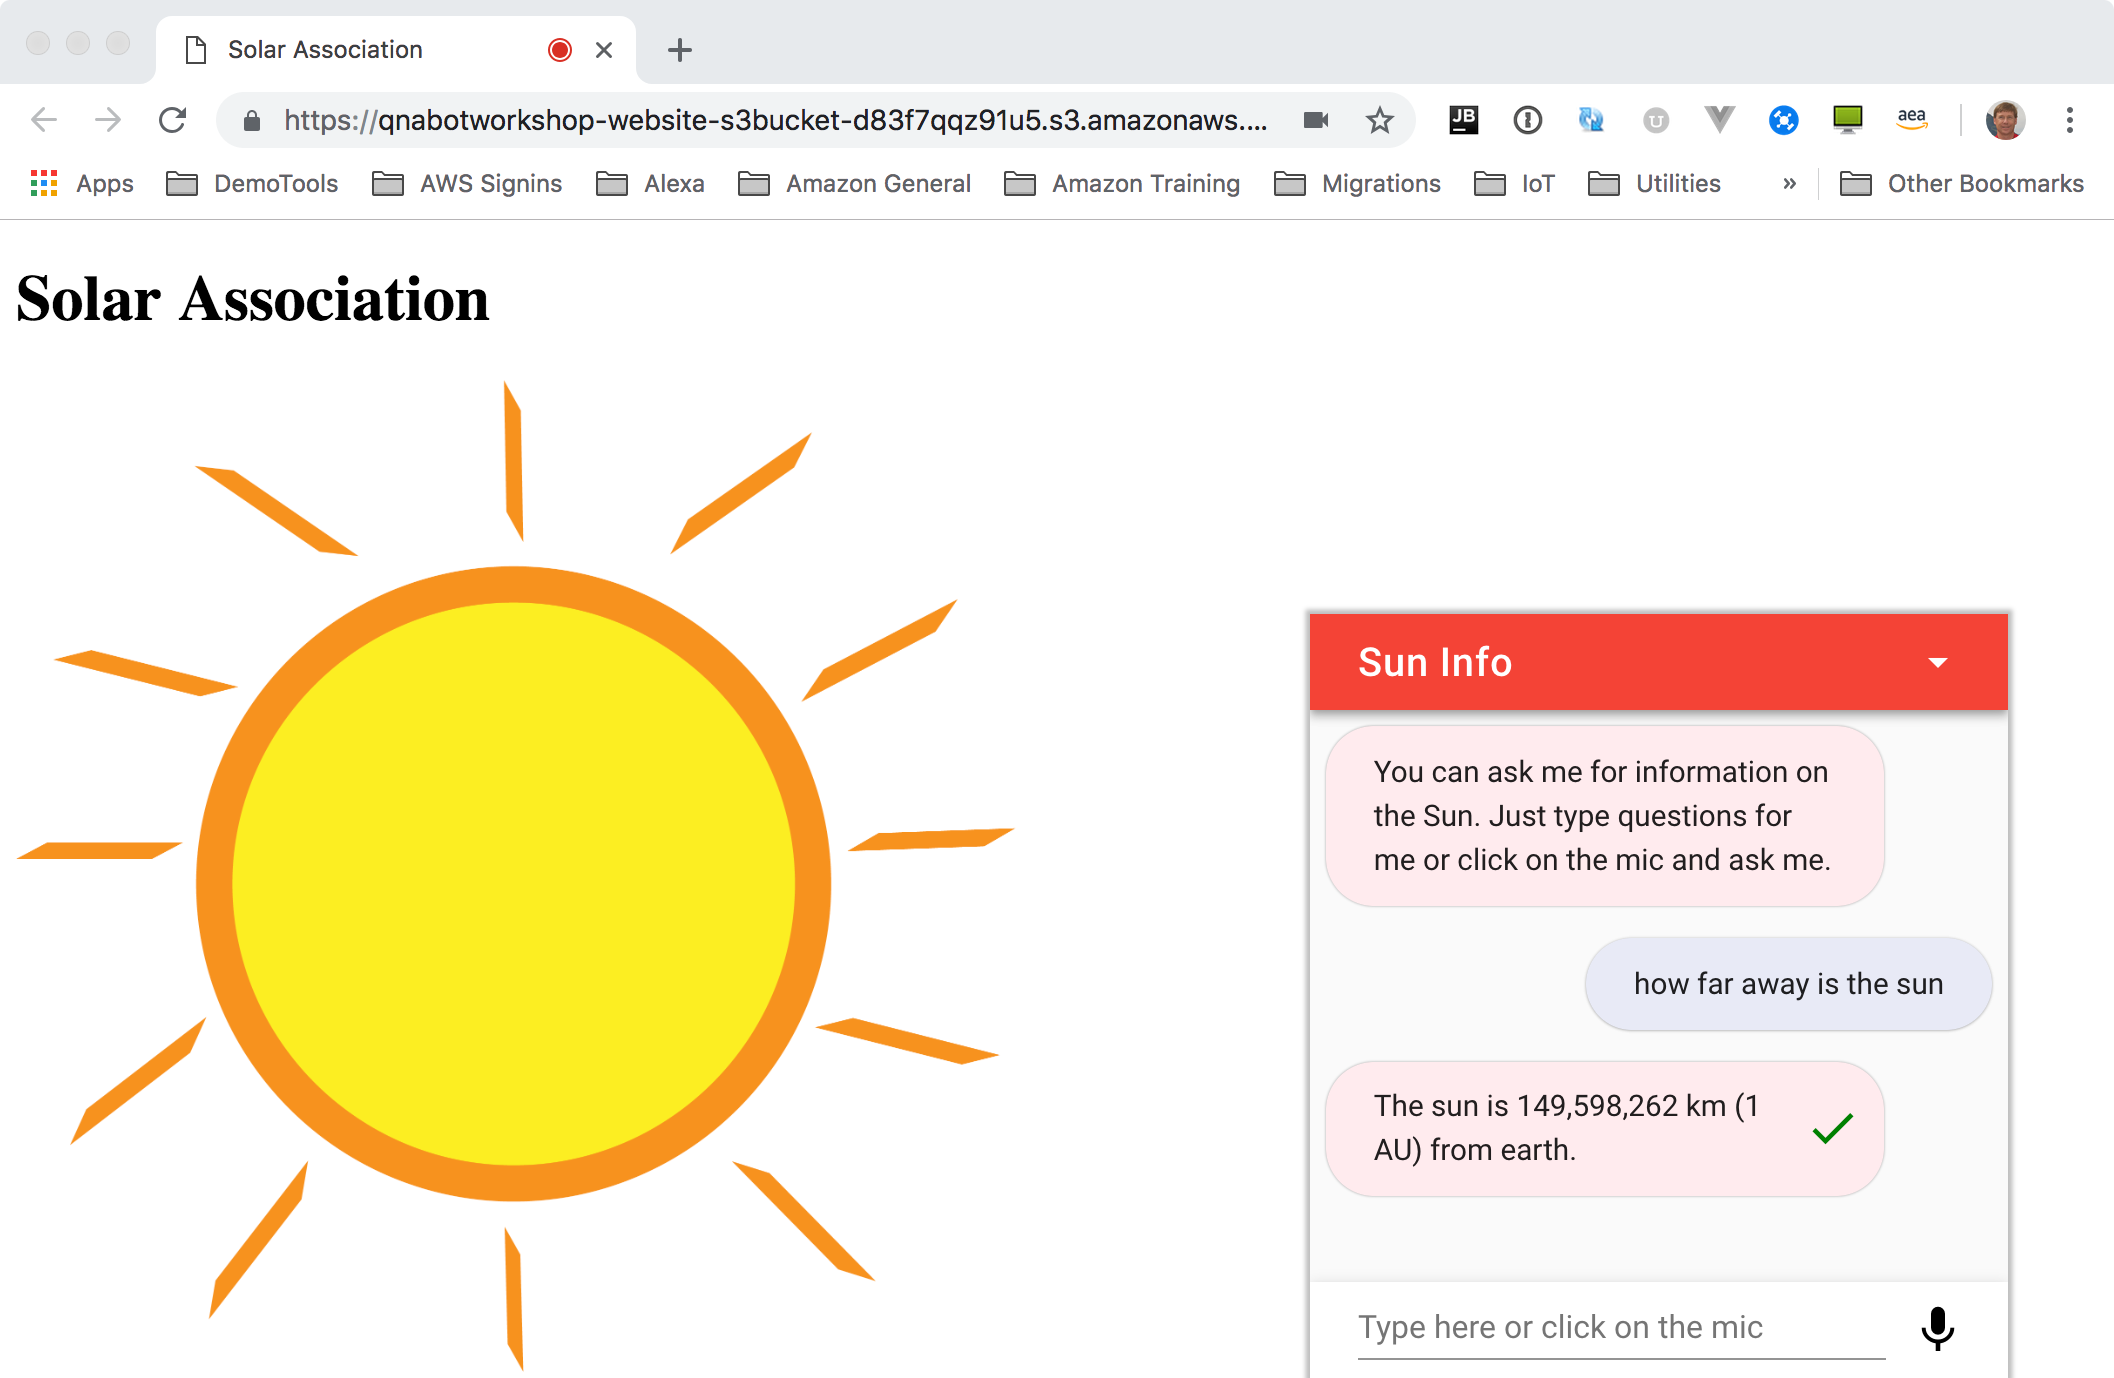 Solar Association
https://qnabotworkshop-website-s3bucket-d83f7qqz91u5.s3.amazonaws....
JB
U
aea
Apps DemoTools AWS Signins Alexa Amazon General Amazon Training Migrations IoT Utilities » Other Bookmarks
Solar Association
Sun Info
You can ask me for information on
the Sun. Just type questions for
me or click on the mic and ask me.
how far away is the sun
The sun is 149,598,262 km (1
AU) from earth.
Type here or click on the mic